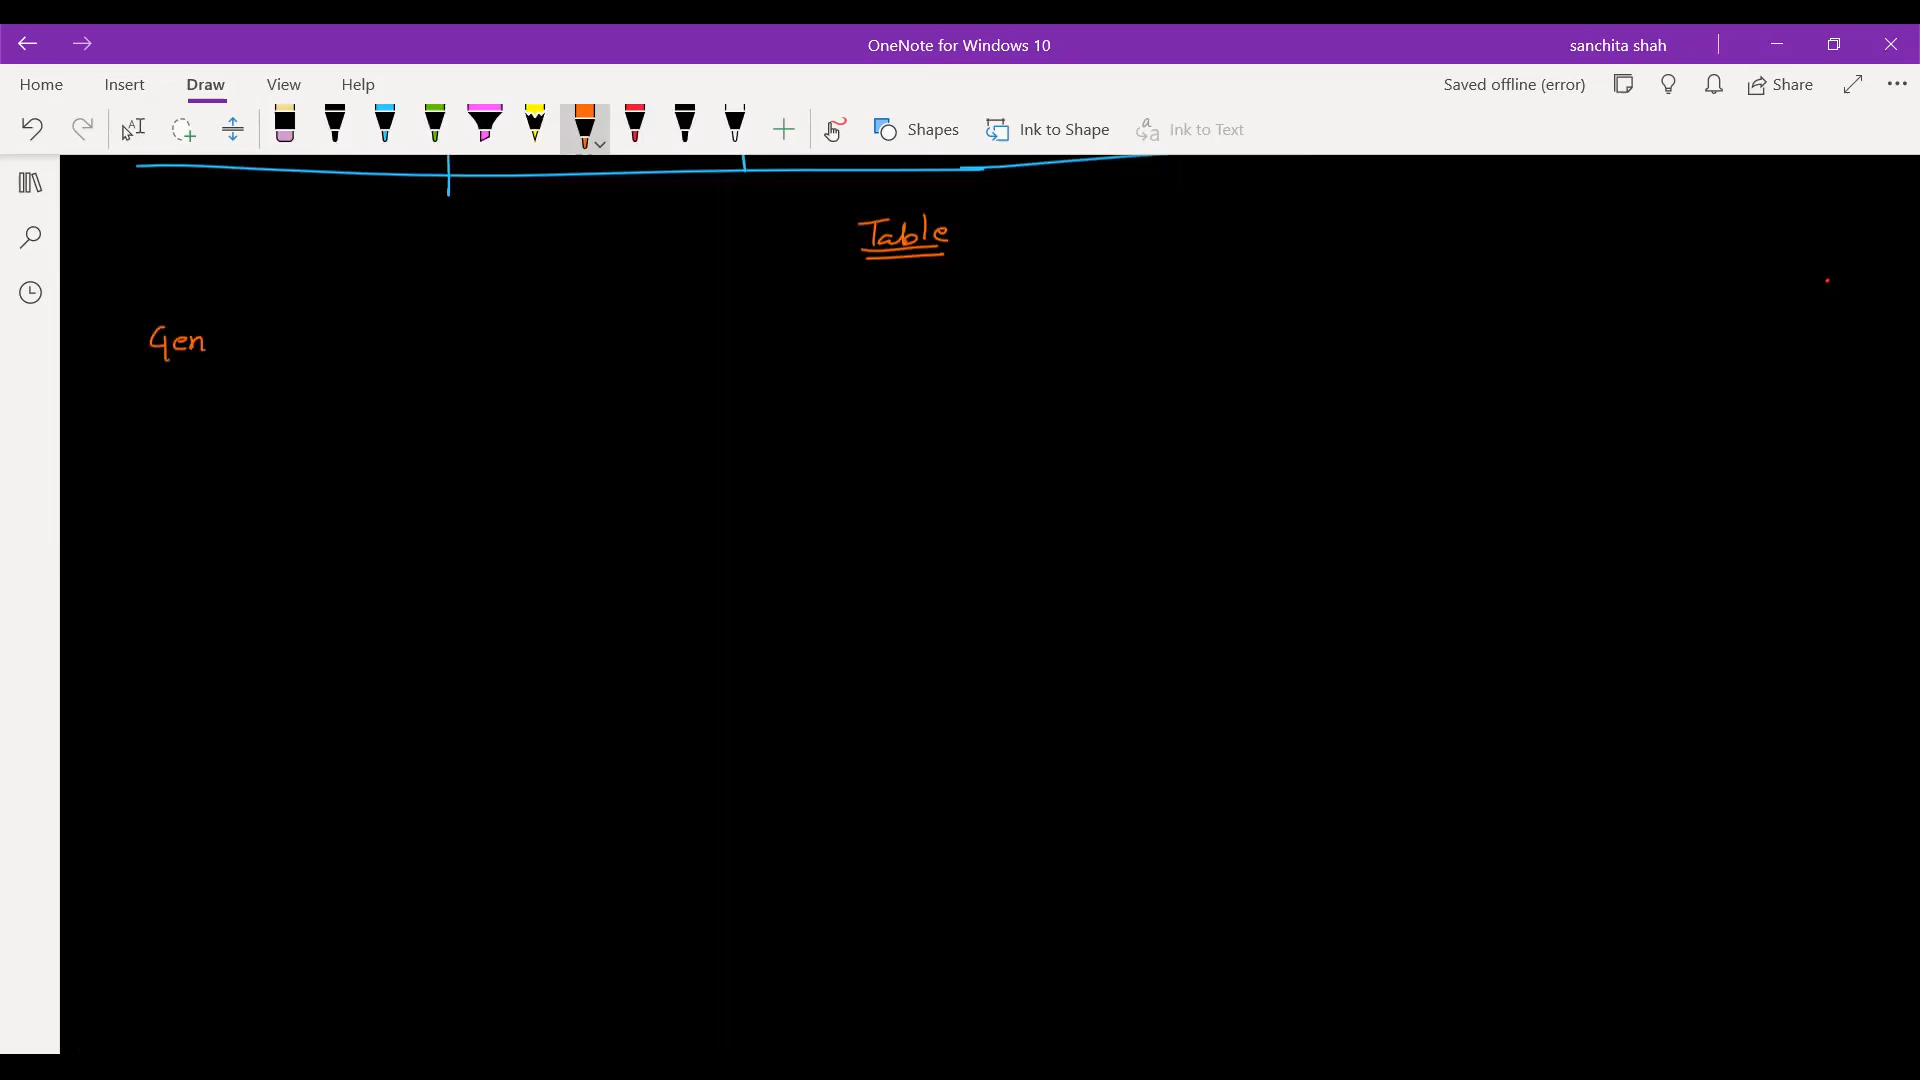 OneNote for Windows 10
sanchita shah
Home Insert Draw View Help
Saved offline (error)
Share
Shapes
Ink to Shape
Ink to Text
Table
Gen